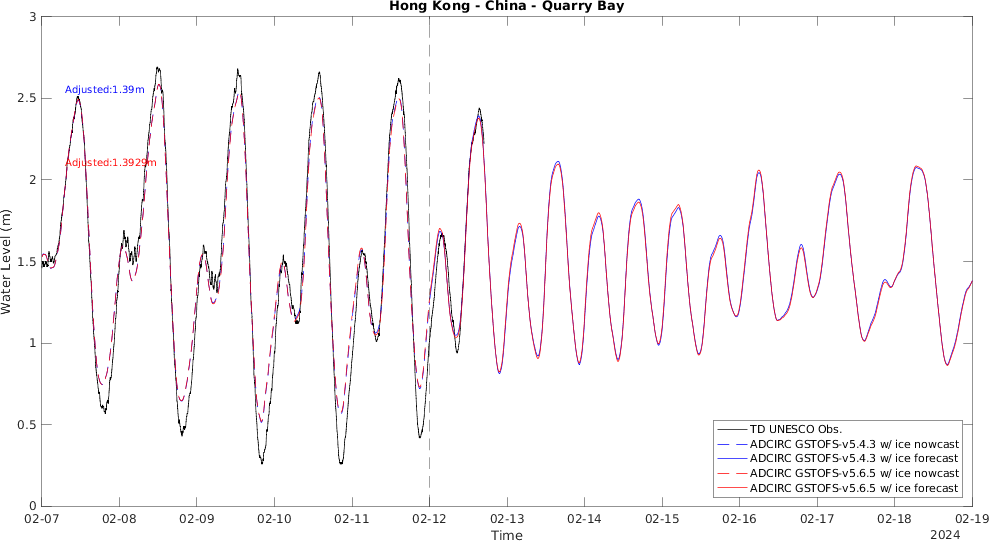 Hong Kong - China - Quarry Bay
Water Level (m)
3
2.5
2
1.5
1
0.5
0
Adjusted:1.39m
Adjusted:1.3929m
TD UNESCO Obs.
ADCIRC GSTOFS-v5.4.3 w/ ice nowcast
ADCIRC GSTOFS-v5.4.3 w/ ice forecast
ADCIRC GSTOFS-v5.6.5 w/ ice nowcast
ADCIRC GSTOFS-v5.6.5 w/ ice forecast
02-07 02-08 02-09 02-10 02-11 02-12 02-13 02-14 02-15 02-16 02-17 02-18 02-19
Time
2024